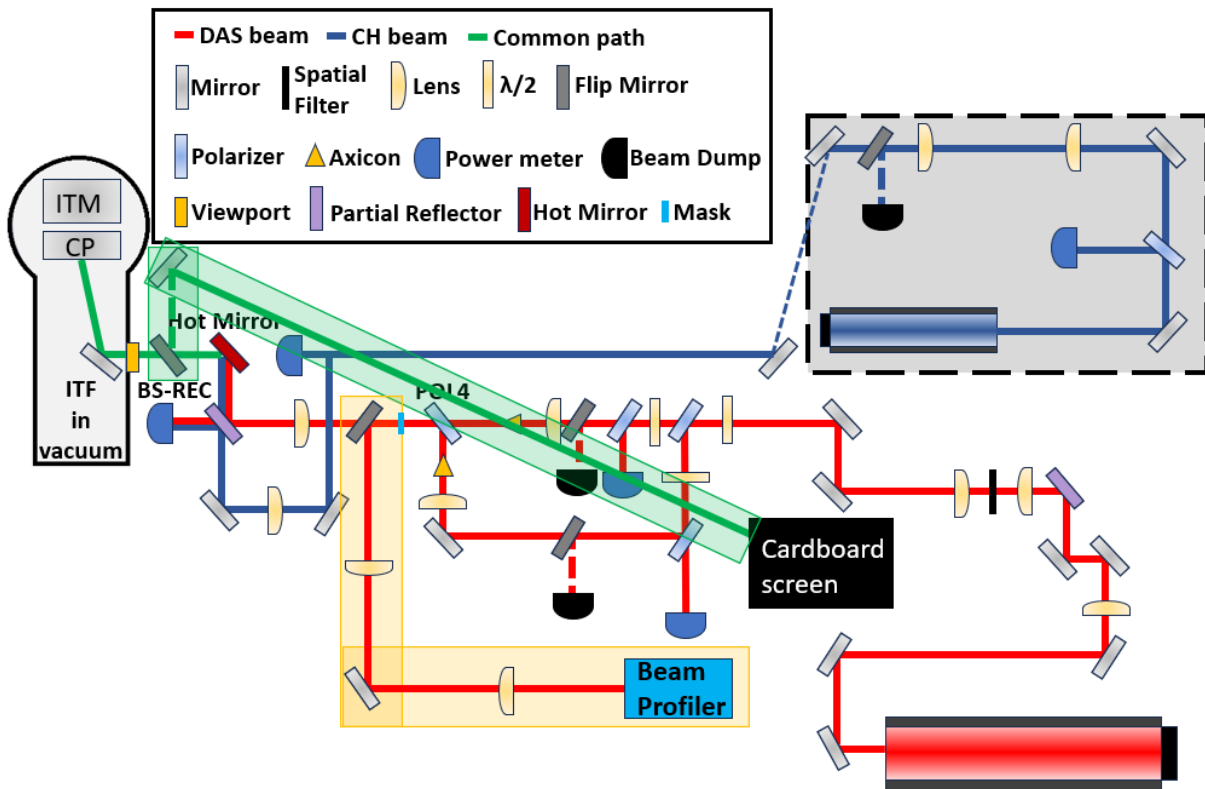 DAS beam CH beam Common path
Mirror Spatial Filter Lens λ/2 Flip Mirror
Polarizer Axicon Power meter Beam Dump
Viewport Partial Reflector Hot Mirror Mask
ITM
CP
Hot Mirror
BS-REC
POL4
ITF
in
vacuum
Cardboard
screen
Beam
Profiler